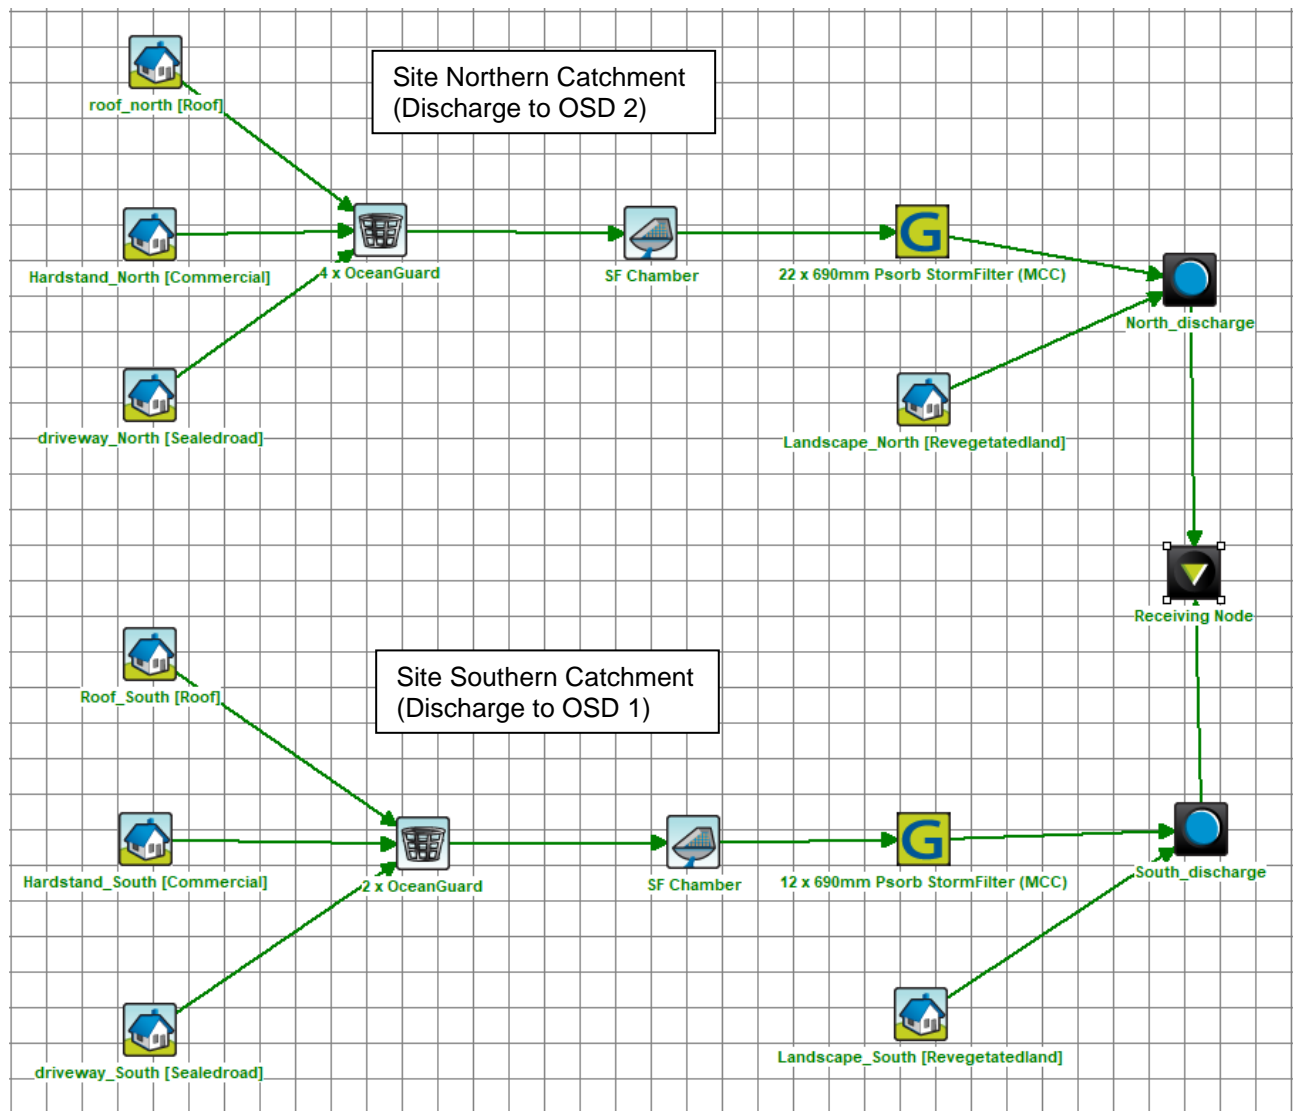 Site Northern Catchment
(Discharge to OSD 2)
roof_north [Roof]
Hardstand_North [Commercial]
4 x OceanGuard
SF Chamber
G
22 x 690mm Psorb StormFilter (MCC)
North_discharge
driveway_North [Sealedroad]
Landscape_North [Revegetatedland]
Receiving Node
Site Southern Catchment
(Discharge to OSD 1)
Roof_South [Roof]
Hardstand_South [Commercial]
2 x OceanGuard
SF Chamber
G
12 x 690mm Psorb StormFilter (MCC)
South_discharge
driveway_South [Sealedroad]
Landscape_South [Revegetatedland]